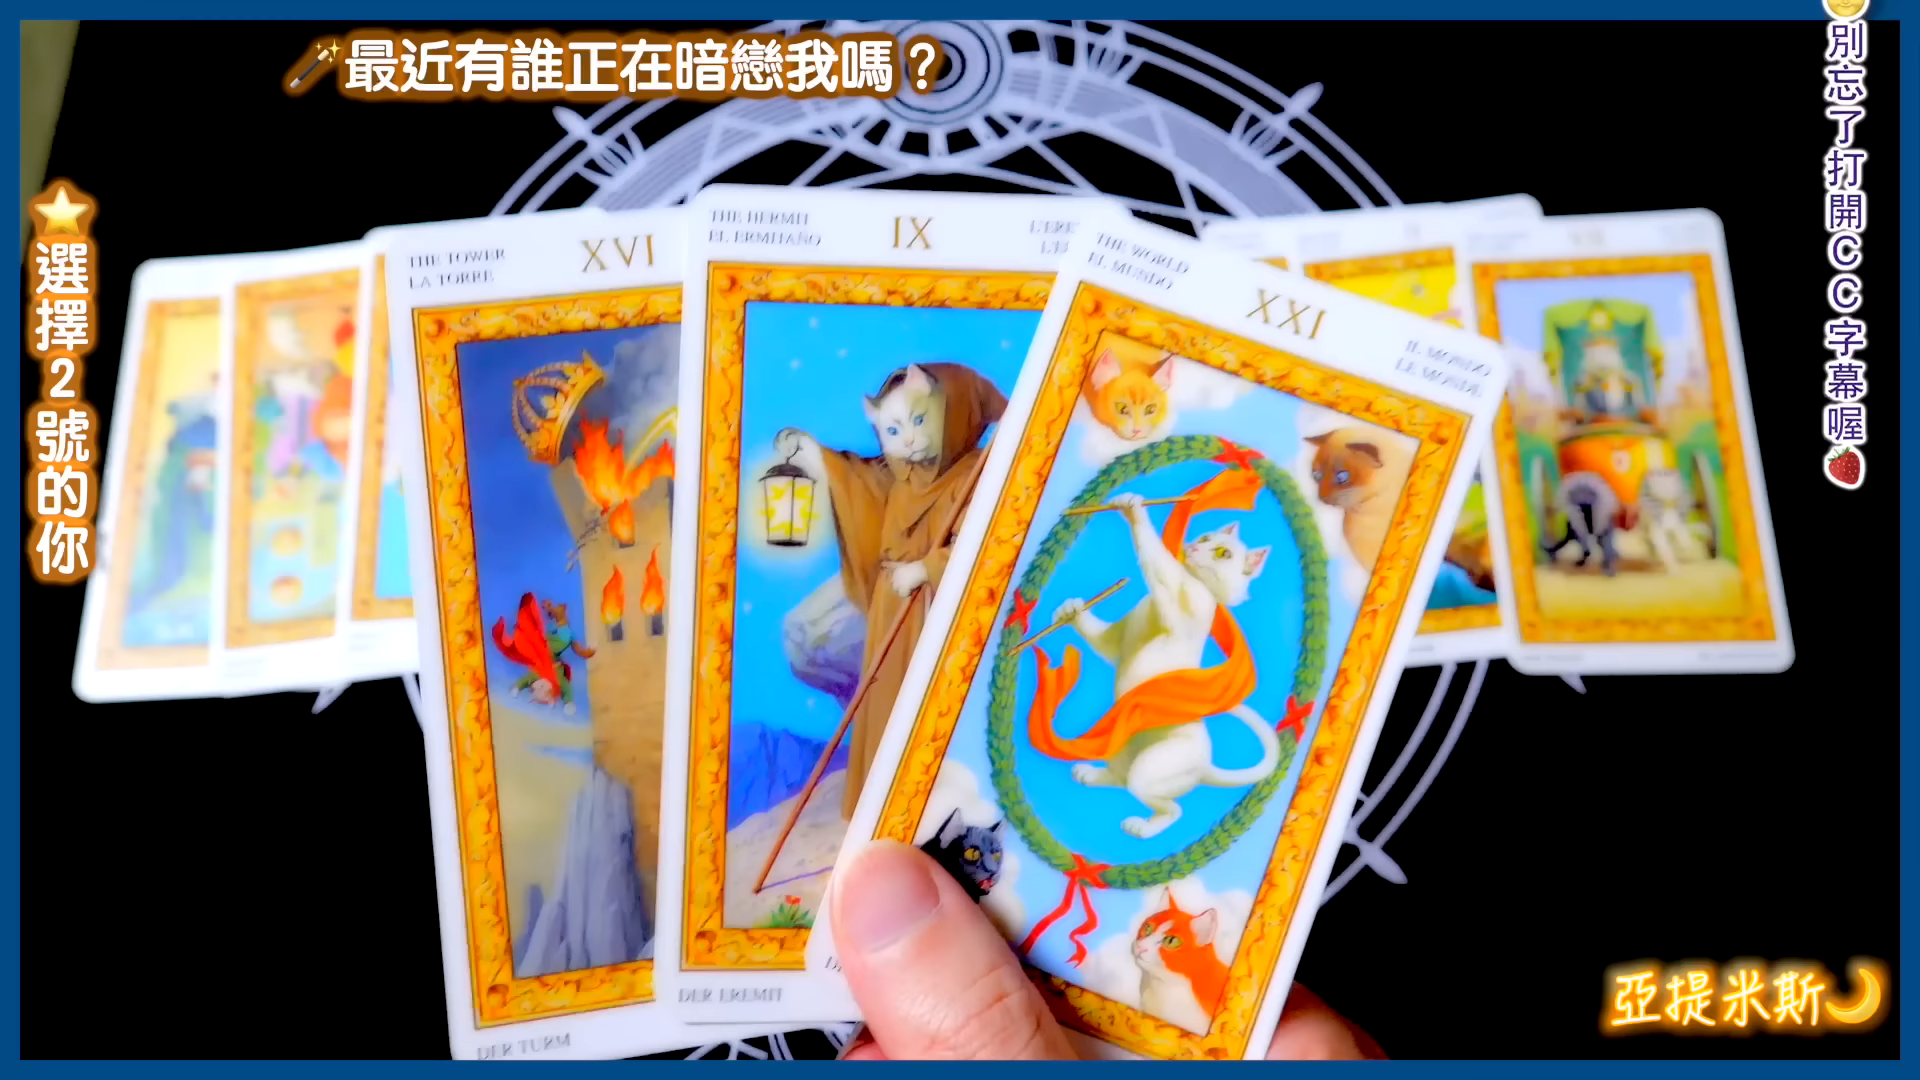 最近有誰正在暗戀我嗎？
別忘了打開CC字幕喔
選擇2號的你
THE TOWER
LA TORRE
XVI
DER TURM
THE HERMIT
EL ERMITAÑO
IX
DER EREMIT
THE WORLD
EL MUNDO
XXI
IL MONDO
LE MONDE
亞提米斯